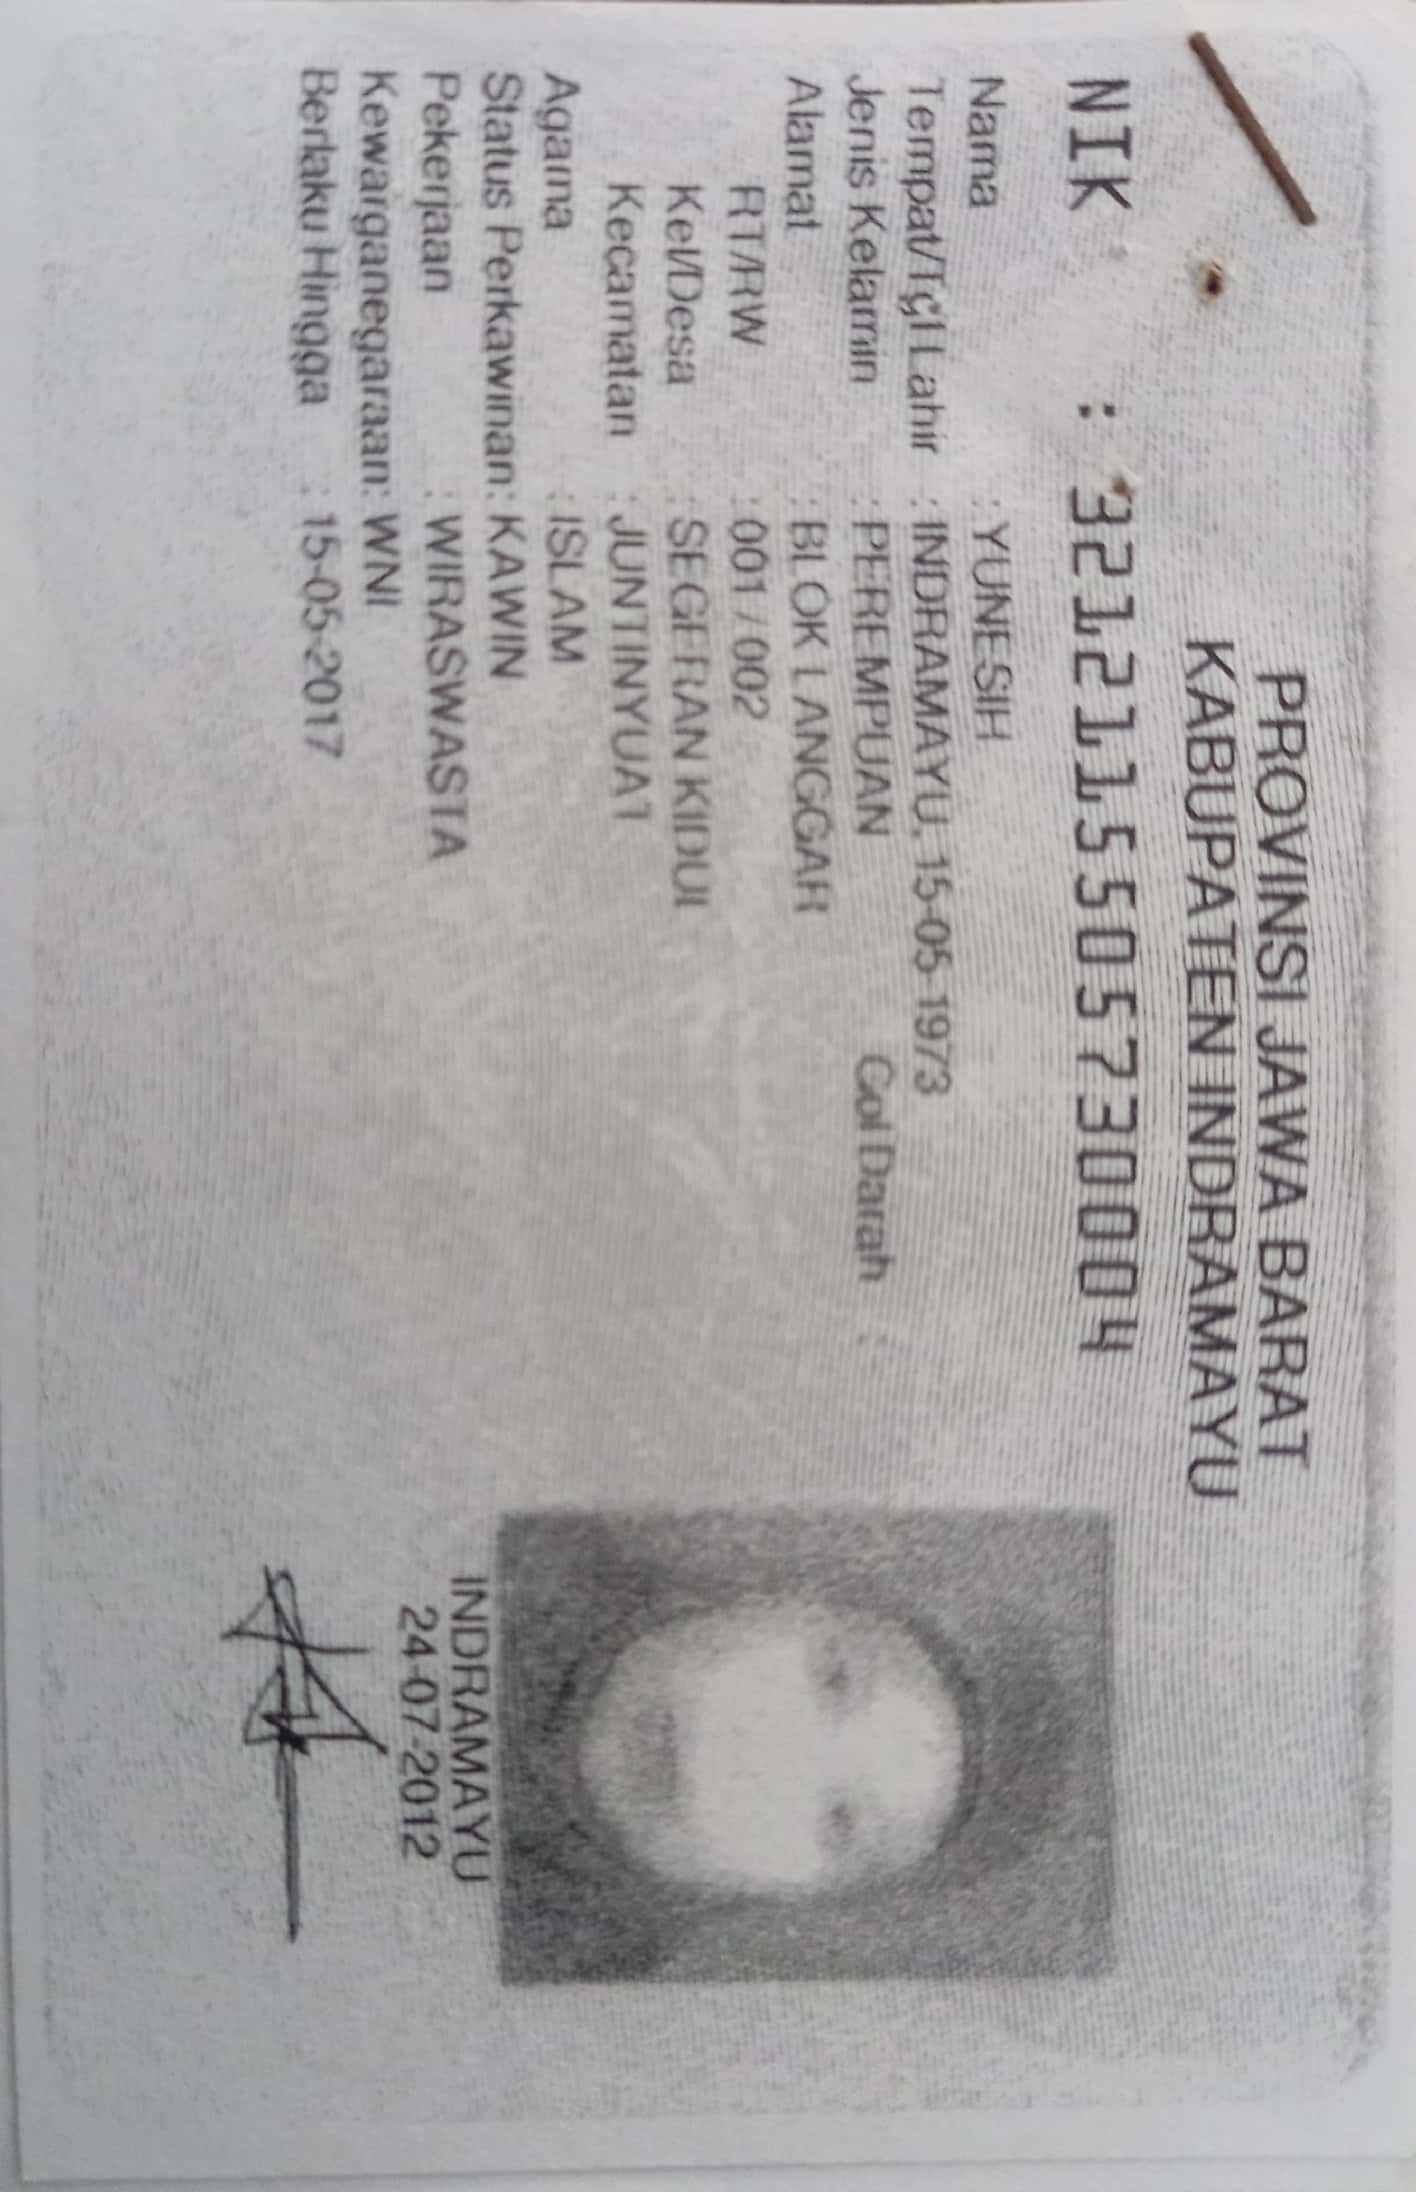 PROVINSI JAWA BARAT
KABUPATEN INDRAMAYU
NIK : 3212115505730004
Nama : YUNESIH
Tempat/Tgl Lahir : INDRAMAYU, 15-05-1973
Jenis Kelamin : PEREMPUAN Gol Darah :
Alamat : BLOK LANGGAR
RT/RW : 001 / 002
Kel/Desa : SEGERAN KIDUL
Kecamatan : JUNTINYUAT
Agama : ISLAM
Status Perkawinan: KAWIN
Pekerjaan : WIRASWASTA
Kewarganegaraan: WNI
Berlaku Hingga : 15-05-2017
INDRAMAYU
24-07-2012